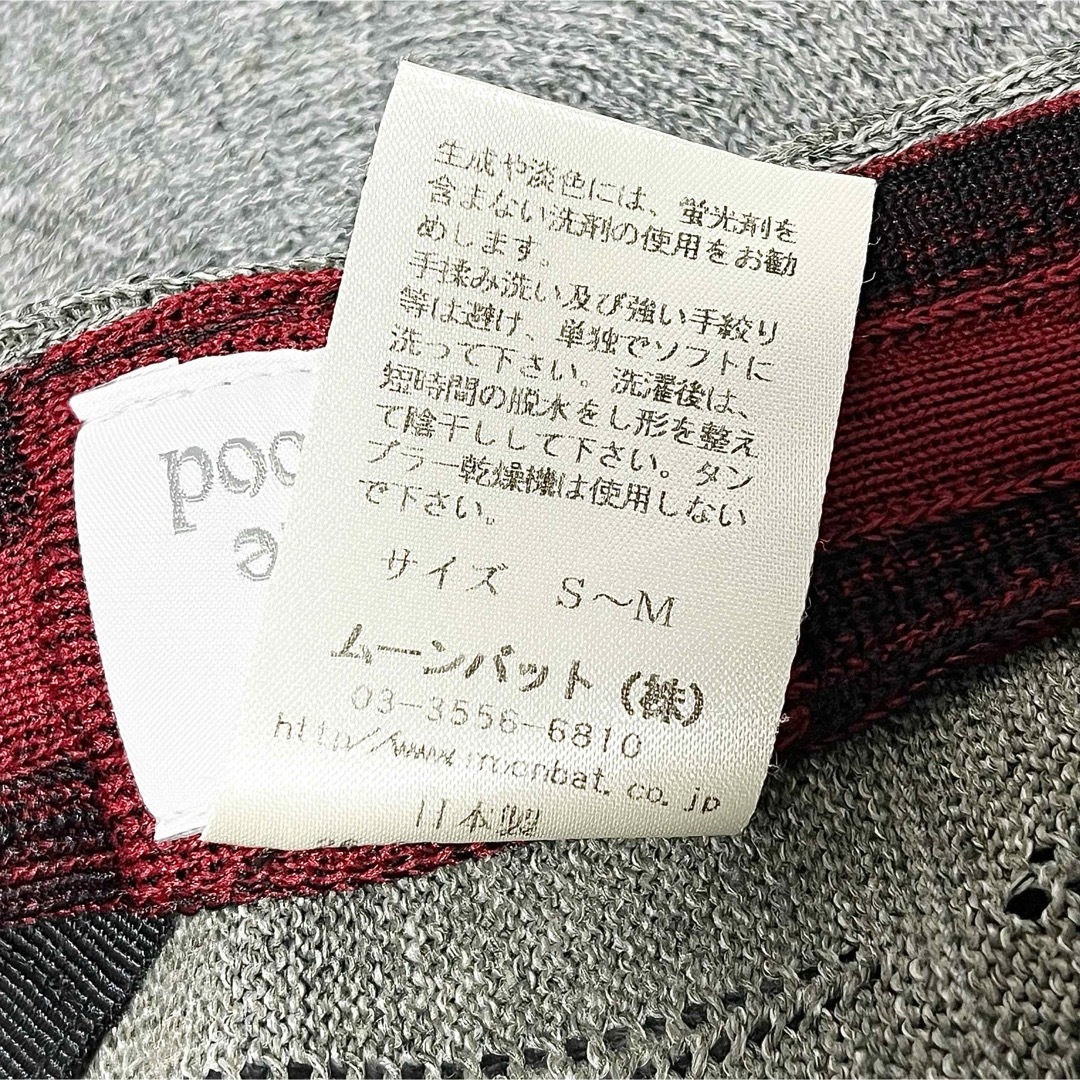 生成や淡色には、蛍光剤を
含まない洗剤の使用をお勧
めします。
手揉み洗い及び強い手絞り
等は避け、単独でソフトに
洗って下さい。洗濯後は、
短時間の脱水をし形を整え
て陰干しして下さい。タン
ブラー乾燥機は使用しない
で下さい。
サイズ S～M
ムーンバット（株）
03-3556-6810
http//www.moonbat.co.jp
日本製